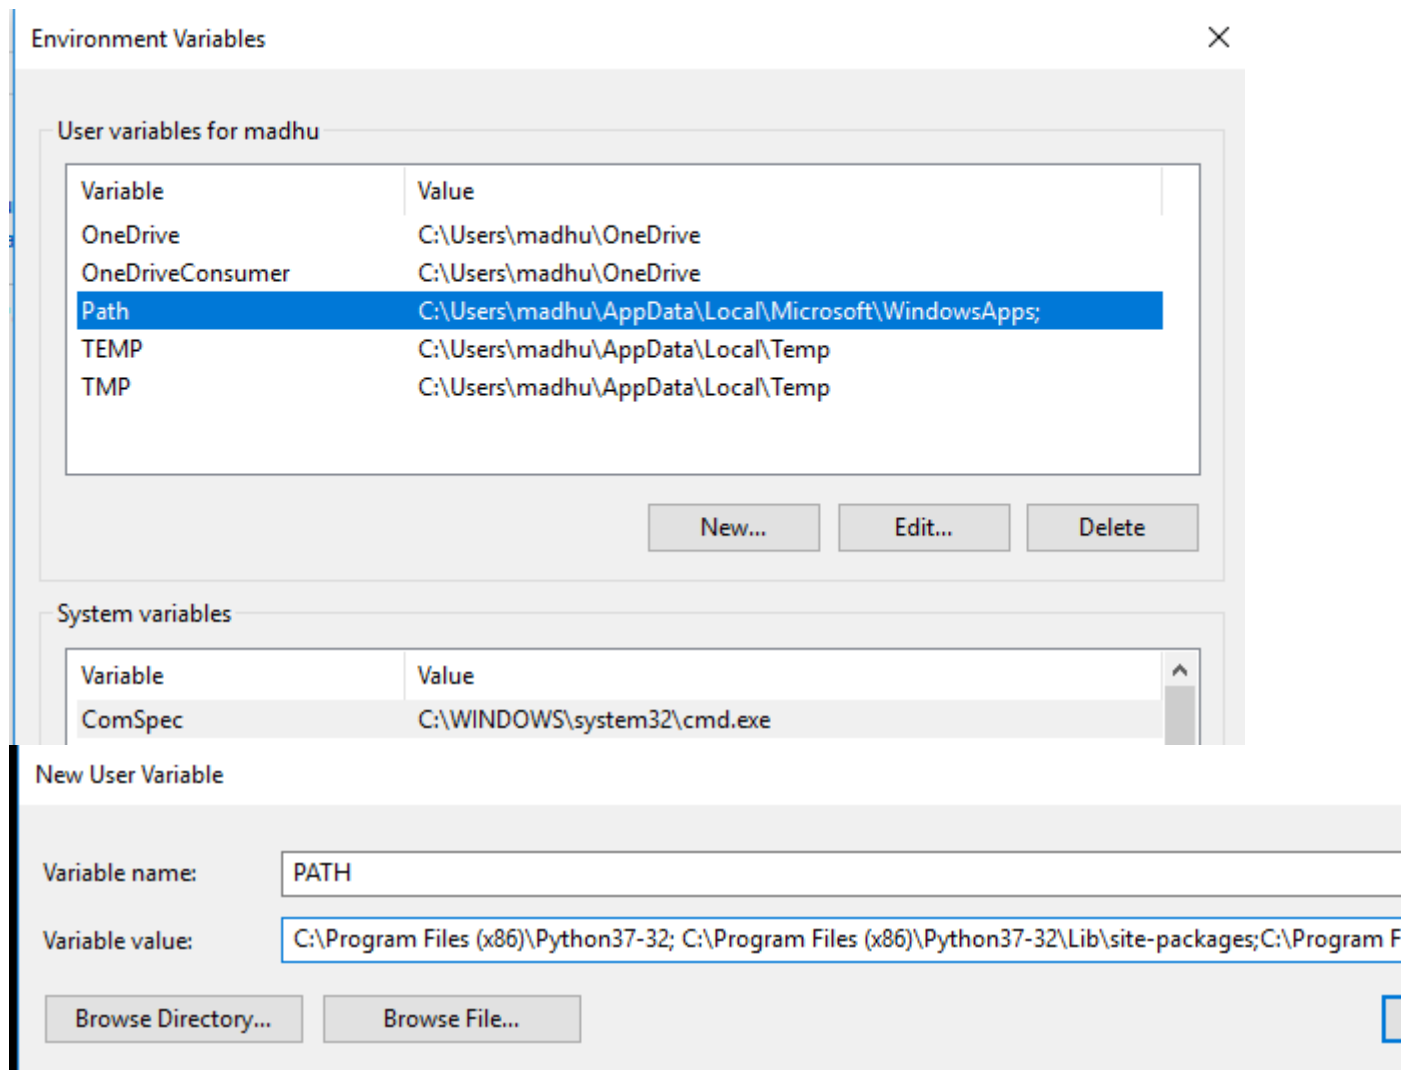 Environment Variables
User variables for madhu
Variable Value
OneDrive C:\Users\madhu\OneDrive
OneDriveConsumer C:\Users\madhu\OneDrive
Path C:\Users\madhu\AppData\Local\Microsoft\WindowsApps;
TEMP C:\Users\madhu\AppData\Local\Temp
TMP C:\Users\madhu\AppData\Local\Temp
New... Edit... Delete
System variables
Variable Value
ComSpec C:\WINDOWS\system32\cmd.exe
New User Variable
Variable name: PATH
Variable value: C:\Program Files (x86)\Python37-32; C:\Program Files (x86)\Python37-32\Lib\site-packages;C:\Program F
Browse Directory... Browse File...